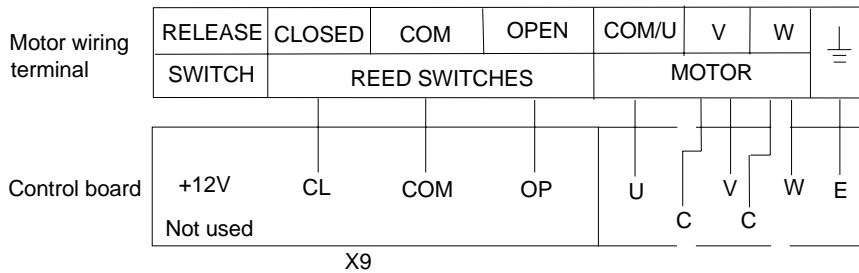 Motor wiring terminal
RELEASE CLOSED COM OPEN COM/U V W
SWITCH REED SWITCHES MOTOR
Control board +12V CL COM OP U V W E
Not used C C
X9